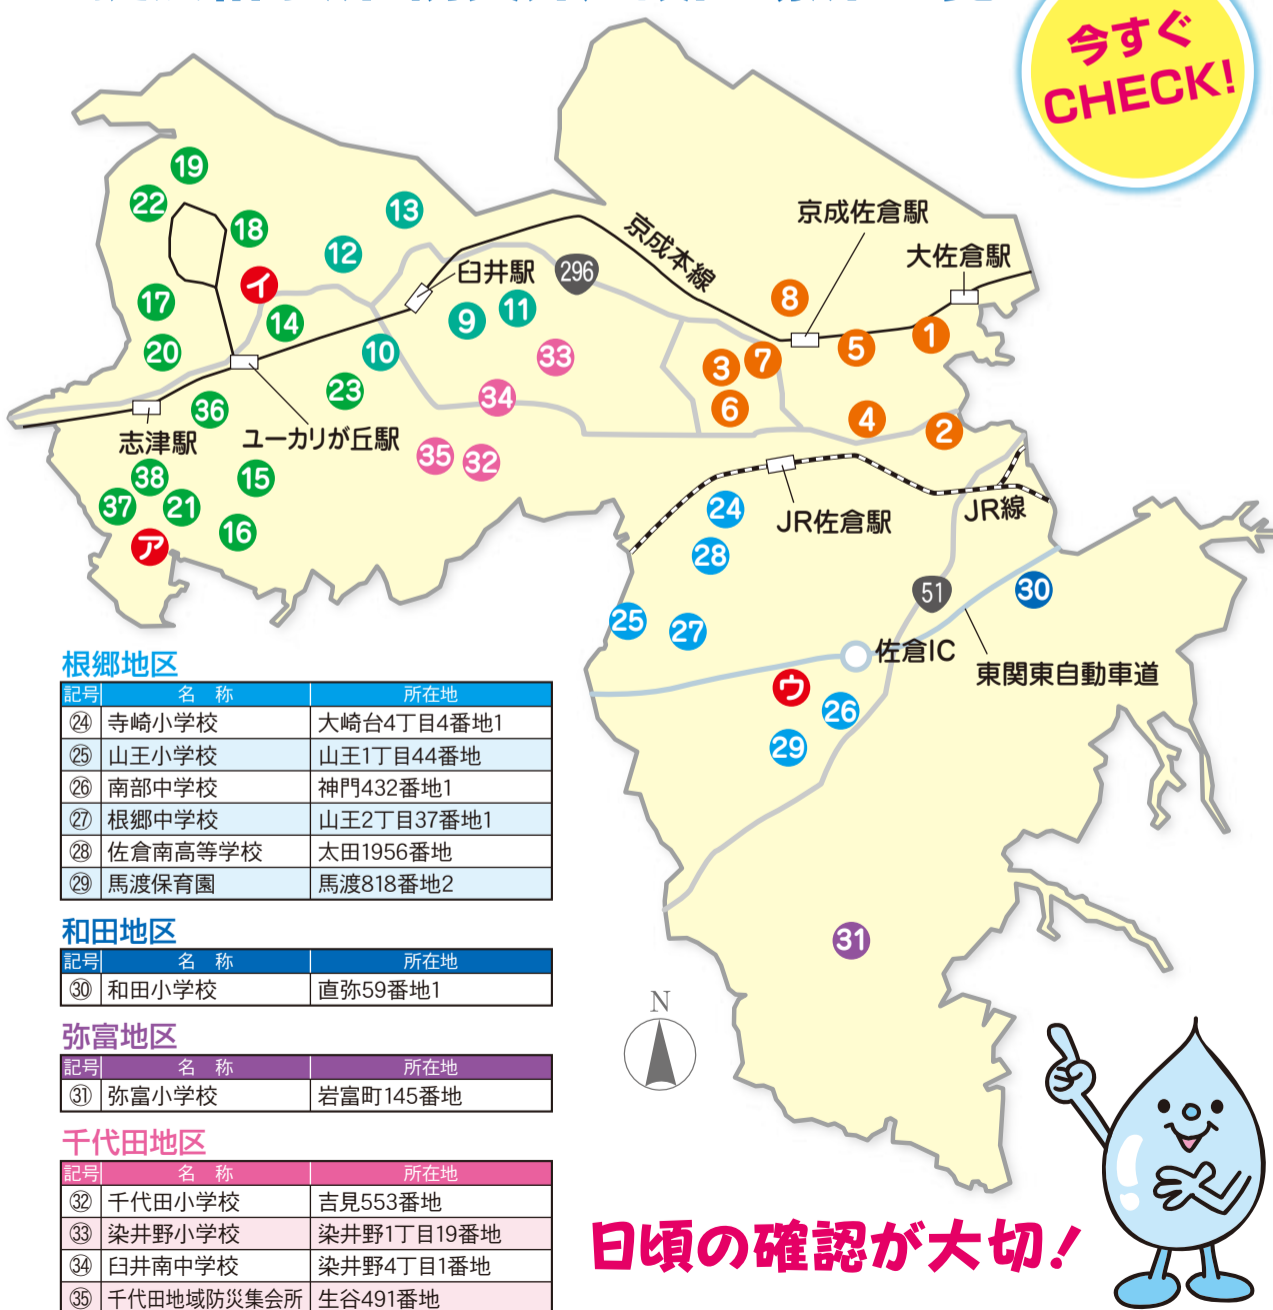 今すぐ
CHECK!
19
22
18
13
12
イ
17
14
20
臼井駅
296
京成本線
京成佐倉駅
大佐倉駅
9
11
10
33
8
1
5
7
3
6
4
2
23
34
36
志津駅
ユーカリが丘駅
35
32
38
15
37
21
16
ア
24
JR佐倉駅
JR線
28
25
27
51
30
佐倉IC
東関東自動車道
ウ
26
29
31
N
根郷地区
記号 名 称 所在地
㉔ 寺崎小学校 大崎台4丁目4番地1
㉕ 山王小学校 山王1丁目44番地
㉖ 南部中学校 神門432番地1
㉗ 根郷中学校 山王2丁目37番地1
㉘ 佐倉南高等学校 太田1956番地
㉙ 馬渡保育園 馬渡818番地2
和田地区
記号 名 称 所在地
㉚ 和田小学校 直弥59番地1
弥富地区
記号 名 称 所在地
㉛ 弥富小学校 岩富町145番地
千代田地区
記号 名 称 所在地
㉜ 千代田小学校 吉見553番地
㉝ 染井野小学校 染井野1丁目19番地
㉞ 臼井南中学校 染井野4丁目1番地
㉟ 千代田地域防災集会所 生谷491番地
日頃の確認が大切！